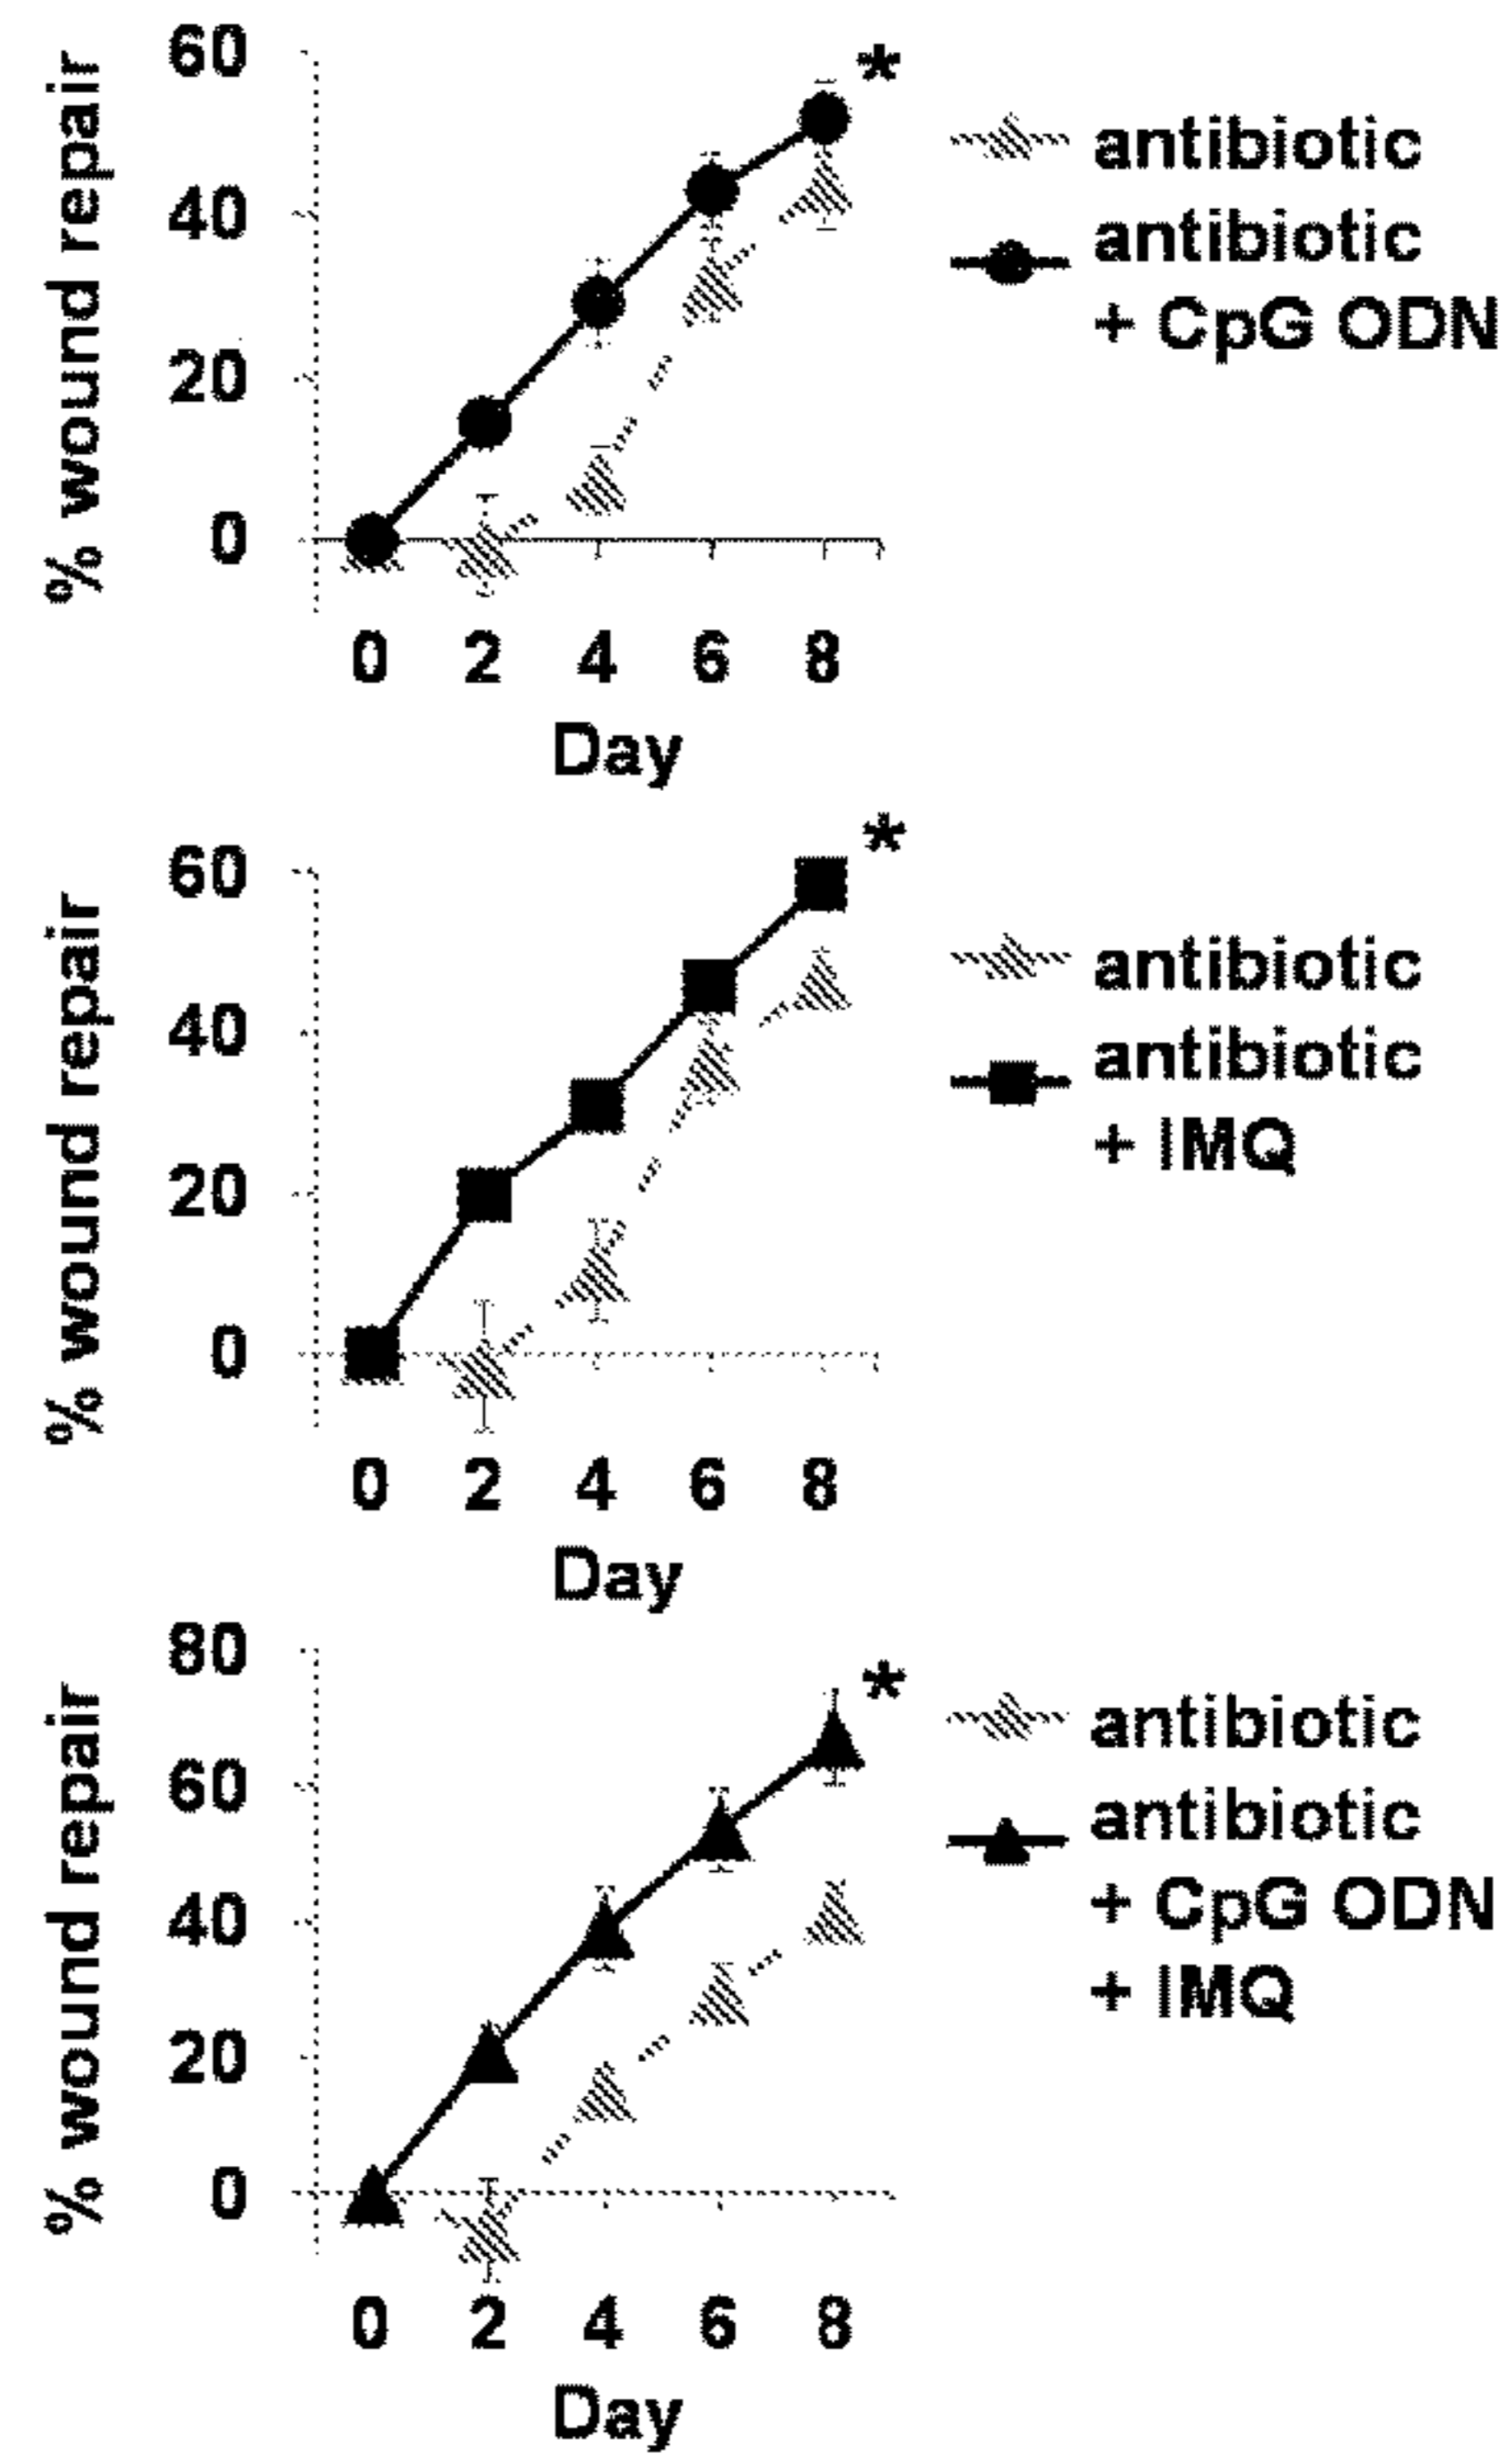 % wound repair
60
40
20
0
0 2 4 6 8
Day
*
antibiotic
antibiotic
+ CpG ODN
% wound repair
60
40
20
0
0 2 4 6 8
Day
*
antibiotic
antibiotic
+ IMQ
% wound repair
80
60
40
20
0
0 2 4 6 8
Day
*
antibiotic
antibiotic
+ CpG ODN
+ IMQ